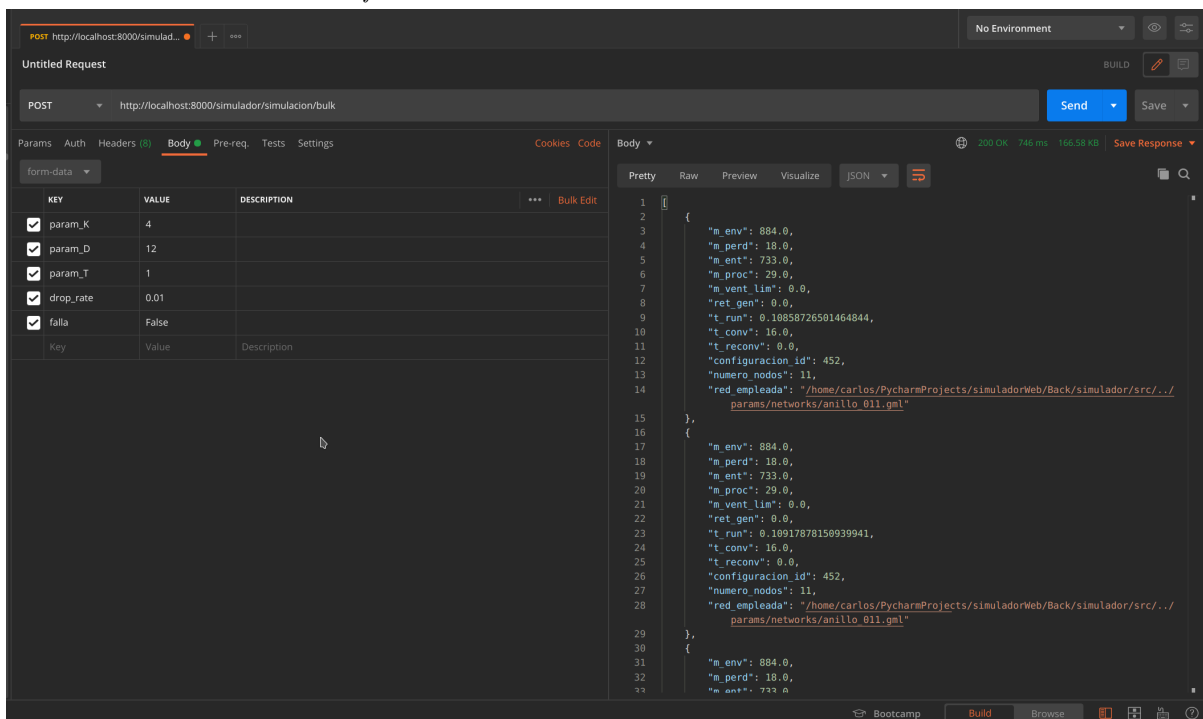 POST http://localhost:8000/simulad...
No Environment
Untitled Request
BUILD
POST http://localhost:8000/simulador/simulacion/bulk
Send
Save
Params Auth Headers (8) Body Pre-req. Tests Settings
Cookies Code
Body
200 OK 746 ms 166.58 KB Save Response
form-data
Pretty Raw Preview Visualize JSON
KEY VALUE DESCRIPTION
Bulk Edit
param_K 4
param_D 12
param_T 1
drop_rate 0.01
falla False
Key Value Description
1 [
2 {
3 "m_env": 884.0,
4 "m_perd": 18.0,
5 "m_ent": 733.0,
6 "m_proc": 29.0,
7 "m_vent_lim": 0.0,
8 "ret_gen": 0.0,
9 "t_run": 0.10858726501464844,
10 "t_conv": 16.0,
11 "t_reconv": 0.0,
12 "configuracion_id": 452,
13 "numero_nodos": 11,
14 "red_empleada": "/home/carlos/PycharmProjects/simuladorWeb/Back/simulador/src/../
params/networks/anillo_011.gml"
15 },
16 {
17 "m_env": 884.0,
18 "m_perd": 18.0,
19 "m_ent": 733.0,
20 "m_proc": 29.0,
21 "m_vent_lim": 0.0,
22 "ret_gen": 0.0,
23 "t_run": 0.10917878150939941,
24 "t_conv": 16.0,
25 "t_reconv": 0.0,
26 "configuracion_id": 452,
27 "numero_nodos": 11,
28 "red_empleada": "/home/carlos/PycharmProjects/simuladorWeb/Back/simulador/src/../
params/networks/anillo_011.gml"
29 },
30 {
31 "m_env": 884.0,
32 "m_perd": 18.0,
33 "m_ent": 733.0
Bootcamp Build Browse